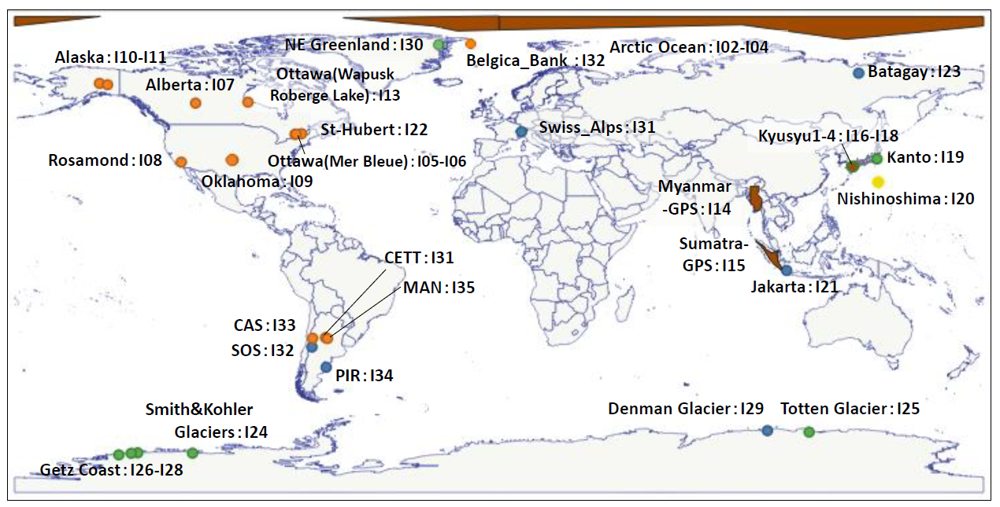 NE Greenland : I30
Arctic Ocean : I02-I04
Alaska : I10-I11
Belgica_Bank : I32
Ottawa(Wapusk
Roberge Lake) : I13
Batagay : I23
Alberta : I07
St-Hubert : I22
Swiss_Alps : I31
Kyusyu1-4 : I16-I18
Rosamond : I08
Ottawa(Mer Bleue) : I05-I06
Kanto : I19
Oklahoma : I09
Myanmar
-GPS : I14
Nishinoshima : I20
Sumatra-
GPS : I15
CETT : I31
Jakarta : I21
MAN : I35
CAS : I33
SOS : I32
PIR : I34
Smith&Kohler
Glaciers : I24
Denman Glacier : I29
Totten Glacier : I25
Getz Coast : I26-I28